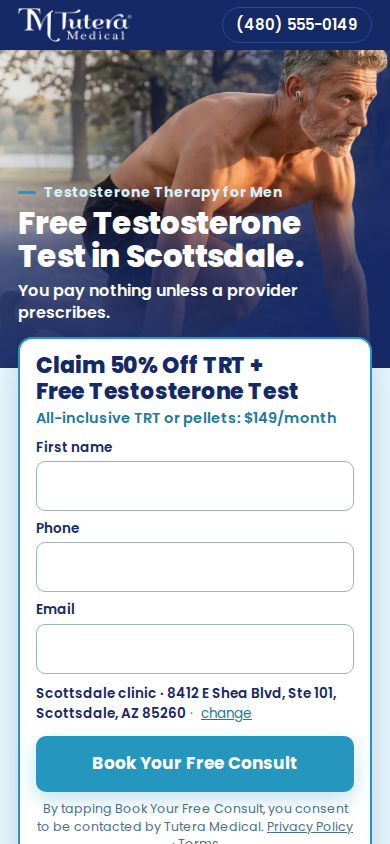 Tutera
Medical
(480) 555-0149
Testosterone Therapy for Men
Free Testosterone
Test in Scottsdale.
You pay nothing unless a provider
prescribes.
Claim 50% Off TRT +
Free Testosterone Test
All-inclusive TRT or pellets: $149/month
First name
Phone
Email
Scottsdale clinic · 8412 E Shea Blvd, Ste 101,
Scottsdale, AZ 85260 · change
Book Your Free Consult
By tapping Book Your Free Consult, you consent
to be contacted by Tutera Medical. Privacy Policy
· Terms